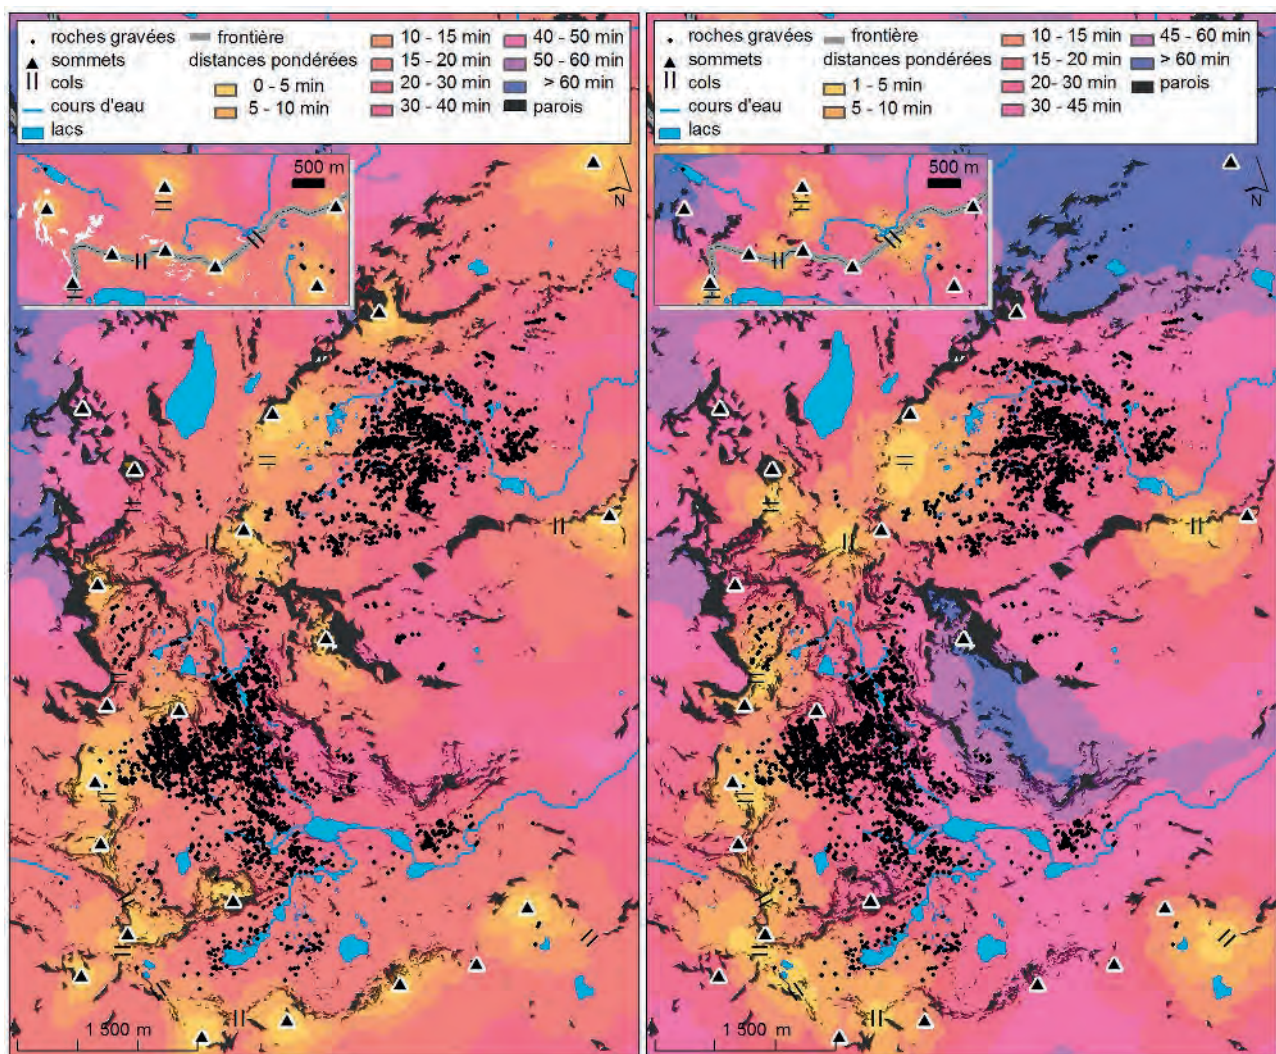 roches gravées
sommets
cols
cours d'eau
lacs
frontière
distances pondérées
0 - 5 min
5 - 10 min
10 - 15 min
15 - 20 min
20 - 30 min
30 - 40 min
40 - 50 min
50 - 60 min
> 60 min
parois
500 m
N
1 500 m
roches gravées
sommets
cols
cours d'eau
lacs
frontière
distances pondérées
1 - 5 min
5 - 10 min
10 - 15 min
15 - 20 min
20 - 30 min
30 - 45 min
45 - 60 min
> 60 min
parois
500 m
N
1 500 m